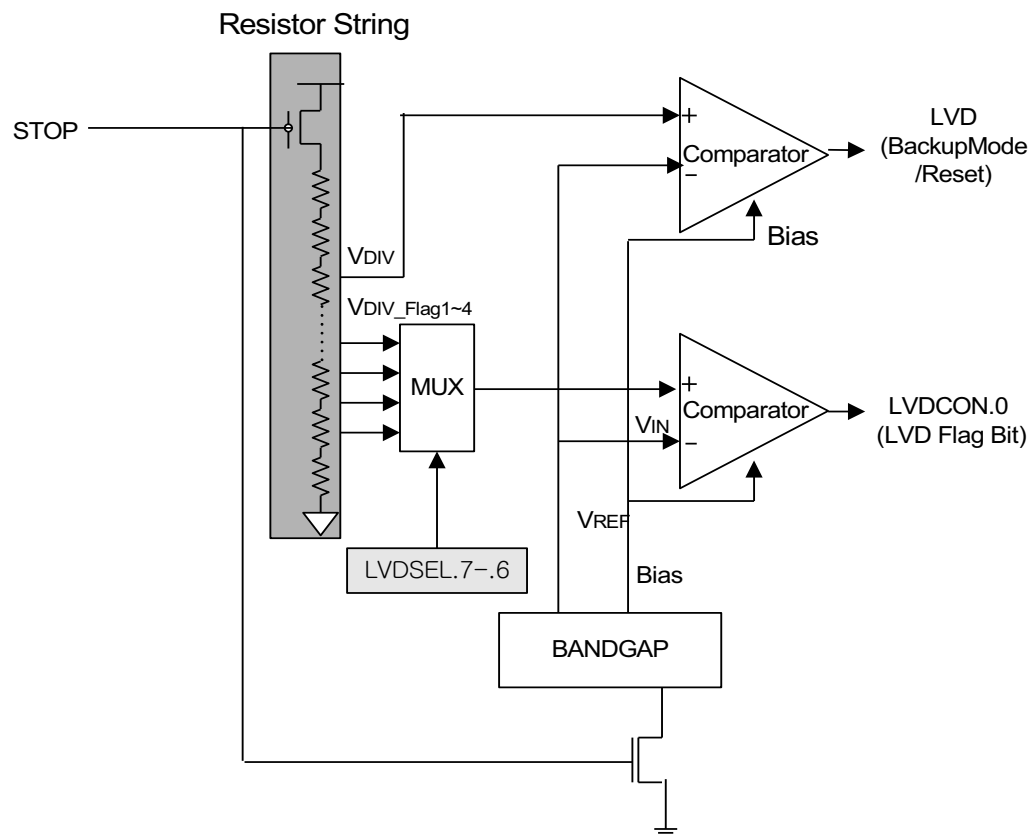 Resistor String
STOP
+
Comparator
−
LVD
(BackupMode
/Reset)
Bias
VDIV
VDIV_Flag1~4
MUX
+
Comparator
VIN
−
LVDCON.0
(LVD Flag Bit)
VREF
LVDSEL.7-.6
Bias
BANDGAP